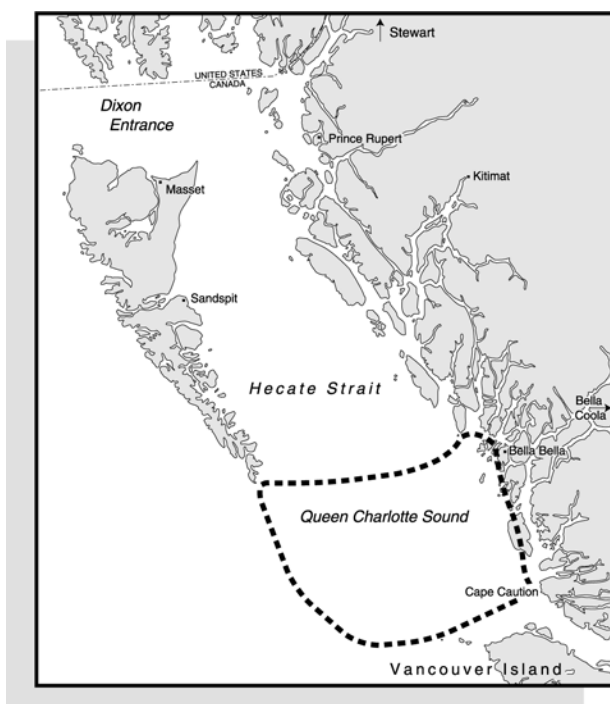 Stewart
UNITED STATES
CANADA
Dixon
Entrance
Prince Rupert
Kitimat
Masset
Sandspit
Hecate Strait
Bella
Coola
Bella Bella
Queen Charlotte Sound
Cape Caution
Vancouver Island